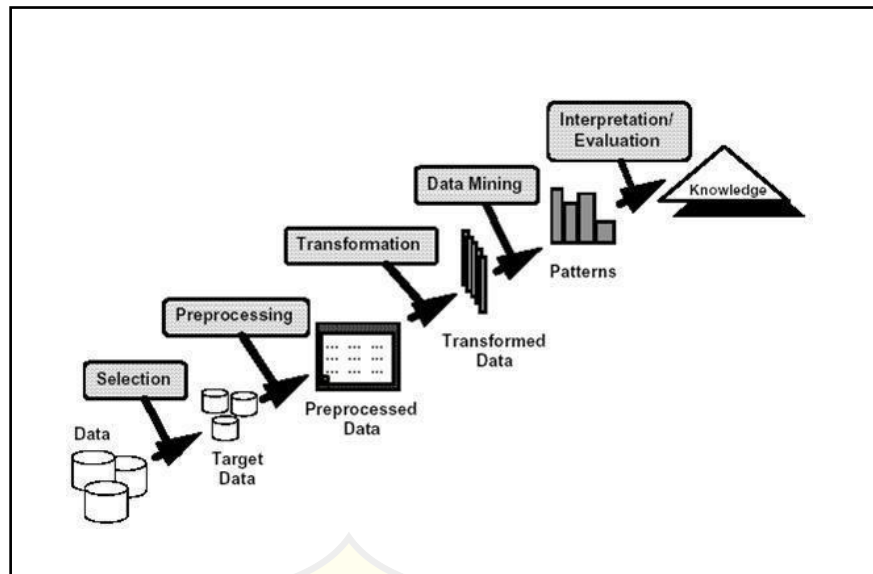 Interpretation/
Evaluation
Data Mining
Knowledge
Transformation
Patterns
Preprocessing
Transformed
Data
Selection
Preprocessed
Data
Data
Target
Data